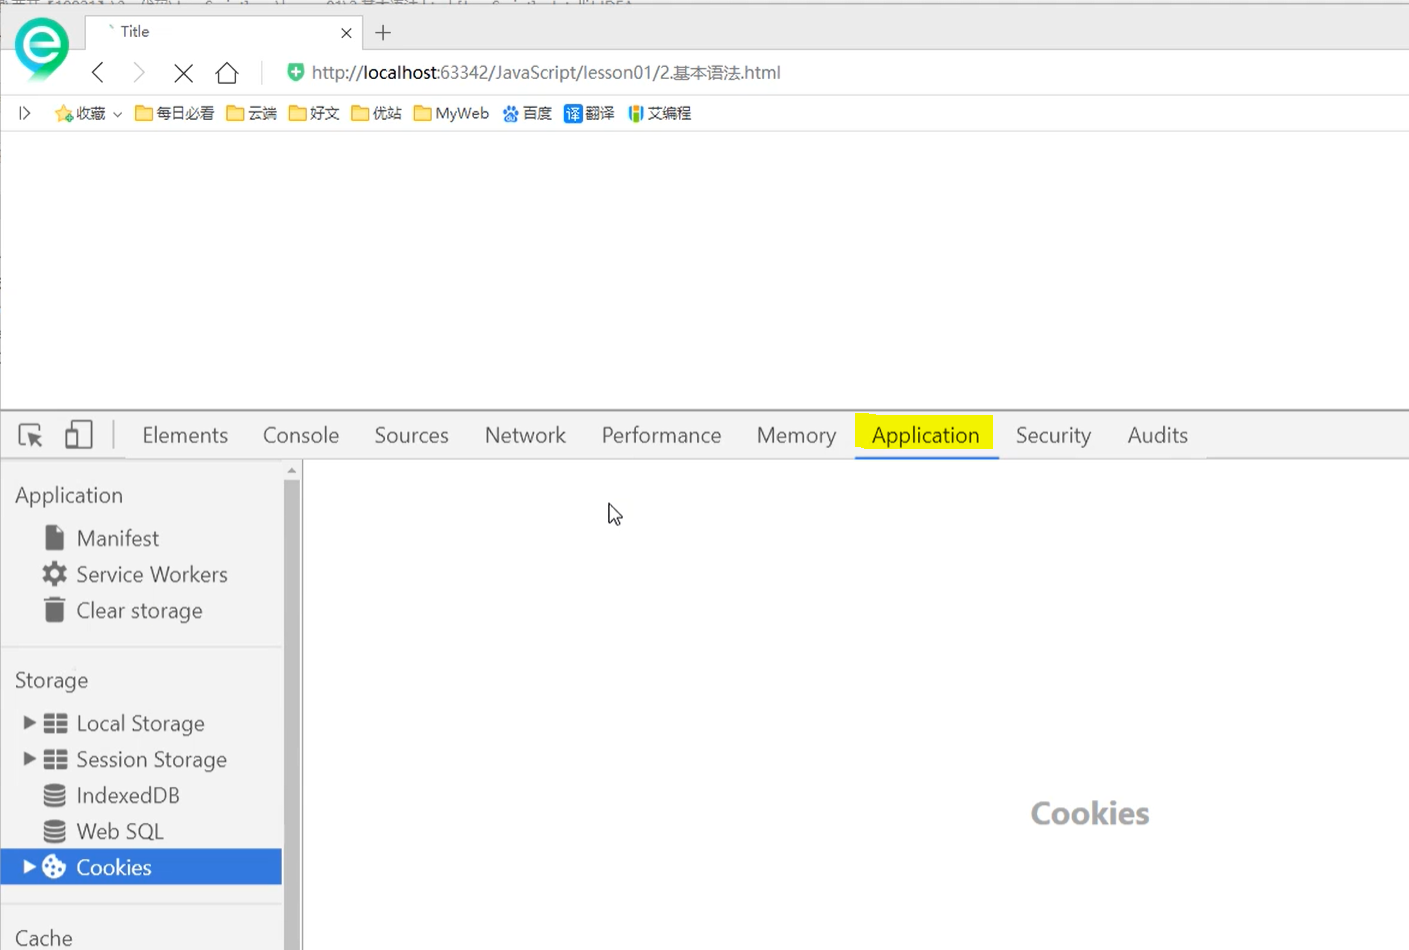 Title
http://localhost:63342/JavaScript/lesson01/2.基本语法.html
收藏 每日必看 云端 好文 优站 MyWeb 百度 译 翻译 艾编程
Elements Console Sources Network Performance Memory Application Security Audits
Application
Manifest
Service Workers
Clear storage
Storage
Local Storage
Session Storage
IndexedDB
Web SQL
Cookies
Cookies
Cache